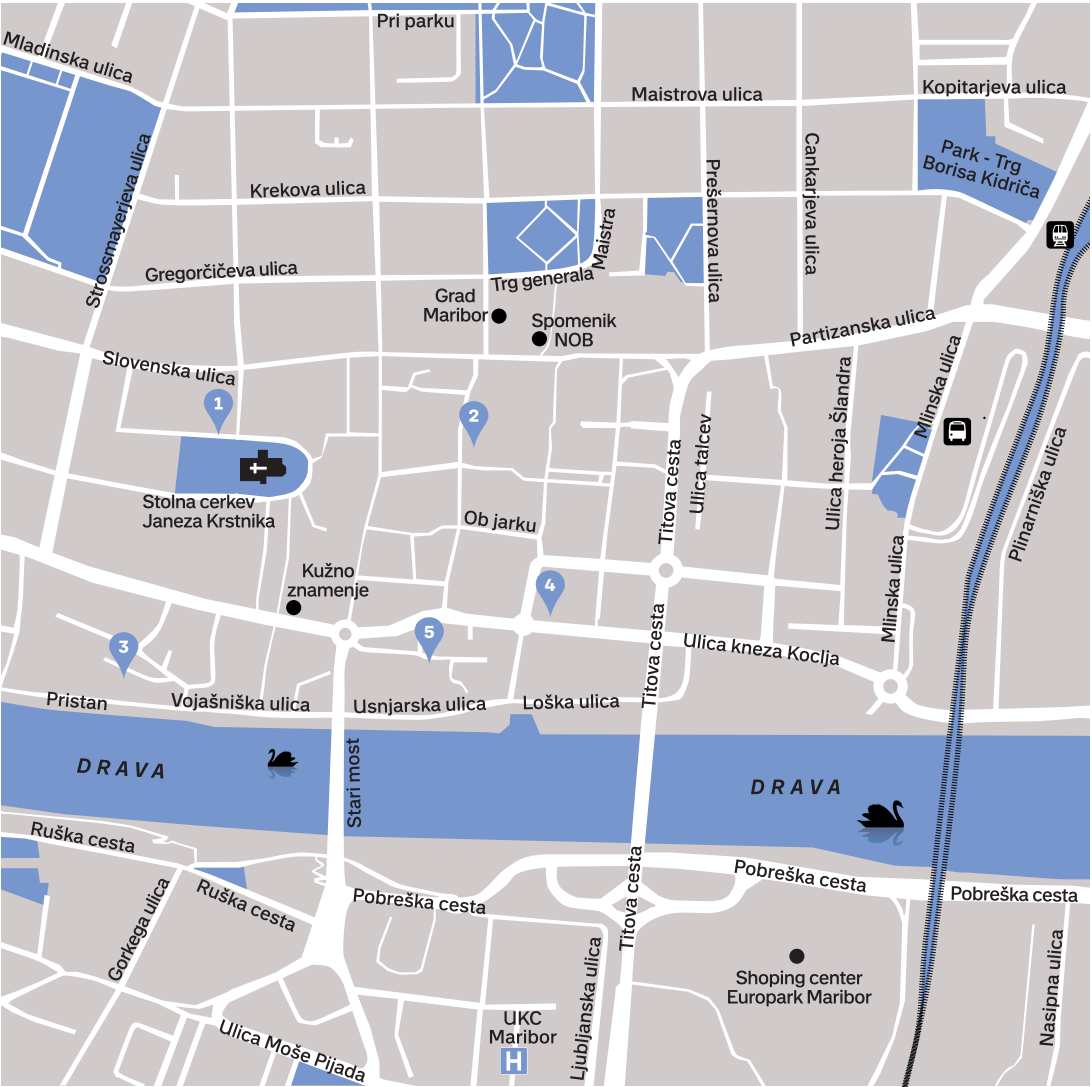 Pri parku
Mladinska ulica
Maistrova ulica
Kopitarjeva ulica
Strossmayerjeva ulica
Park - Trg
Borisa Kidriča
Cankarjeva ulica
Prešernova ulica
Krekova ulica
Maistra
Gregorčičeva ulica
Trg generala
Grad
Maribor
Spomenik
NOB
Partizanska ulica
Slovenska ulica
Mlinska ulica
1
2
Ulica heroja Šlandra
Ulica talcev
Titova cesta
Plinarniška ulica
Stolna cerkev
Janeza Krstnika
Ob jarku
Kužno
znamenje
4
Mlinska ulica
5
3
Titova cesta
Ulica kneza Koclja
Pristan
Vojašniška ulica
Usnjarska ulica
Loška ulica
DRAVA
Stari most
DRAVA
Ruška cesta
Ruška cesta
Pobreška cesta
Titova cesta
Pobreška cesta
Pobreška cesta
Gorkega ulica
Ljubljanska ulica
Shoping center
Europark Maribor
Nasipna ulica
UKC
Maribor
H
Ulica Moše Pijada